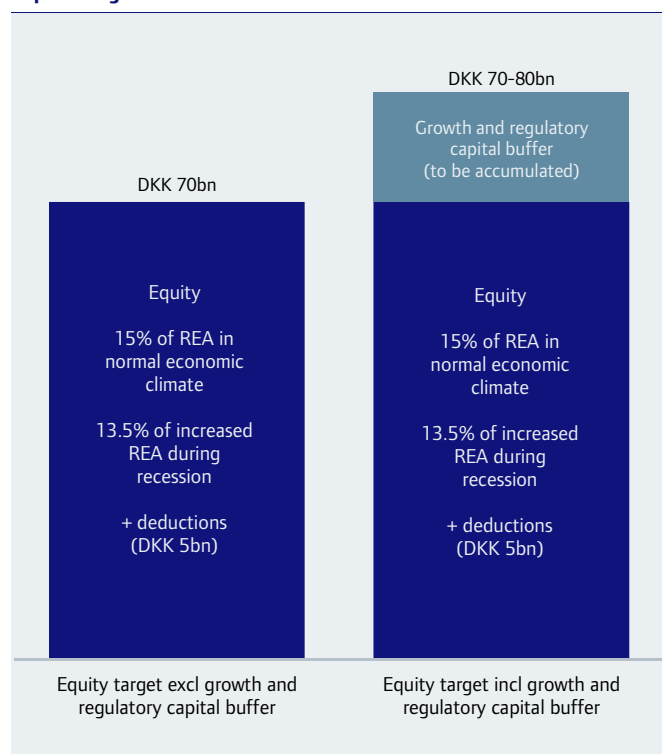 DKK 70bn
Equity
15% of REA in
normal economic
climate
13.5% of increased
REA during
recession
+ deductions
(DKK 5bn)
Equity target excl growth and
regulatory capital buffer
DKK 70-80bn
Growth and regulatory
capital buffer
(to be accumulated)
Equity
15% of REA in
normal economic
climate
13.5% of increased
REA during
recession
+ deductions
(DKK 5bn)
Equity target incl growth and
regulatory capital buffer